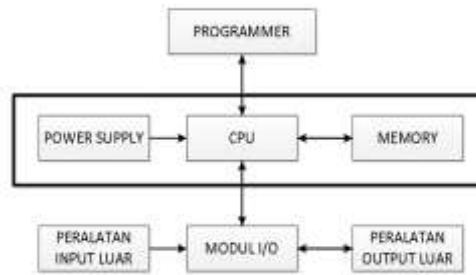 PROGRAMMER
POWER SUPPLY
CPU
MEMORY
PERALATAN
INPUT LUAR
MODUL I/O
PERALATAN
OUTPUT LUAR